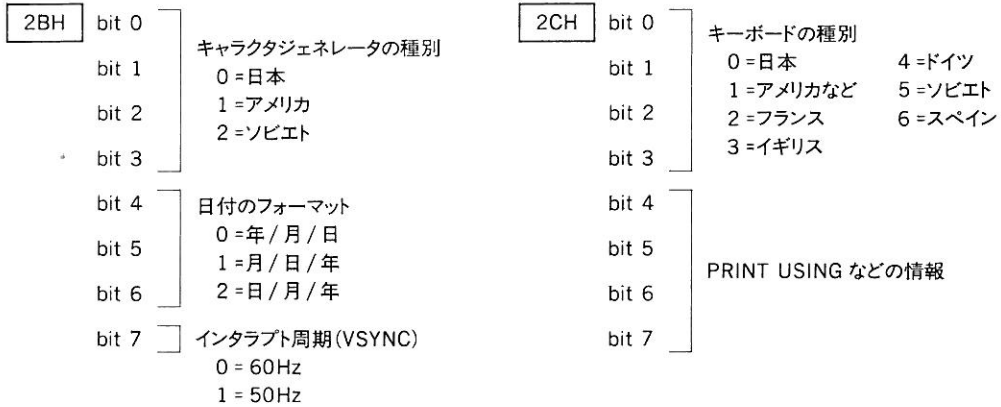 2BH
bit 0
bit 1
bit 2
bit 3
キャラクタジェネレータの種別
0 =日本
1 =アメリカ
2 =ソビエト
bit 4
bit 5
bit 6
日付のフォーマット
0 =年 / 月 / 日
1 =月 / 日 / 年
2 =日 / 月 / 年
bit 7
インタラプト周期(VSYNC)
0 = 60Hz
1 = 50Hz
2CH
bit 0
bit 1
bit 2
bit 3
キーボードの種別
0 =日本
1 =アメリカなど
2 =フランス
3 =イギリス
4 =ドイツ
5 =ソビエト
6 =スペイン
bit 4
bit 5
bit 6
bit 7
PRINT USING などの情報